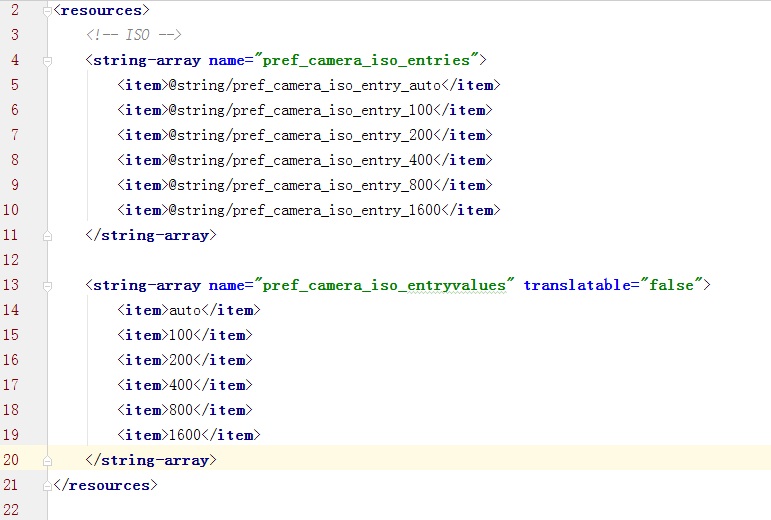 2 <resources>
3 <!-- ISO -->
4 <string-array name="pref_camera_iso_entries">
5 <item>@string/pref_camera_iso_entry_auto</item>
6 <item>@string/pref_camera_iso_entry_100</item>
7 <item>@string/pref_camera_iso_entry_200</item>
8 <item>@string/pref_camera_iso_entry_400</item>
9 <item>@string/pref_camera_iso_entry_800</item>
10 <item>@string/pref_camera_iso_entry_1600</item>
11 </string-array>
12
13 <string-array name="pref_camera_iso_entryvalues" translatable="false">
14 <item>auto</item>
15 <item>100</item>
16 <item>200</item>
17 <item>400</item>
18 <item>800</item>
19 <item>1600</item>
20 </string-array>
21 </resources>
22